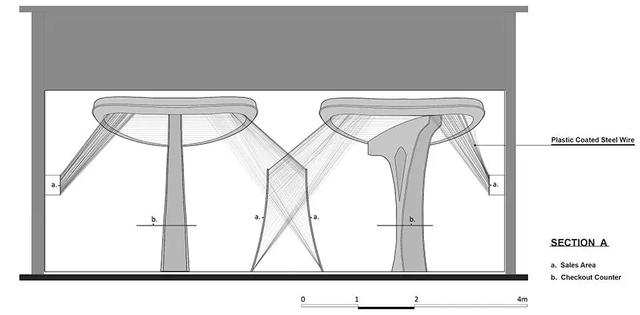 Plastic Coated Steel Wire
a.
a.
b.
b.
a.
a.
SECTION A
a. Sales Area
b. Checkout Counter
0 1 2 4m